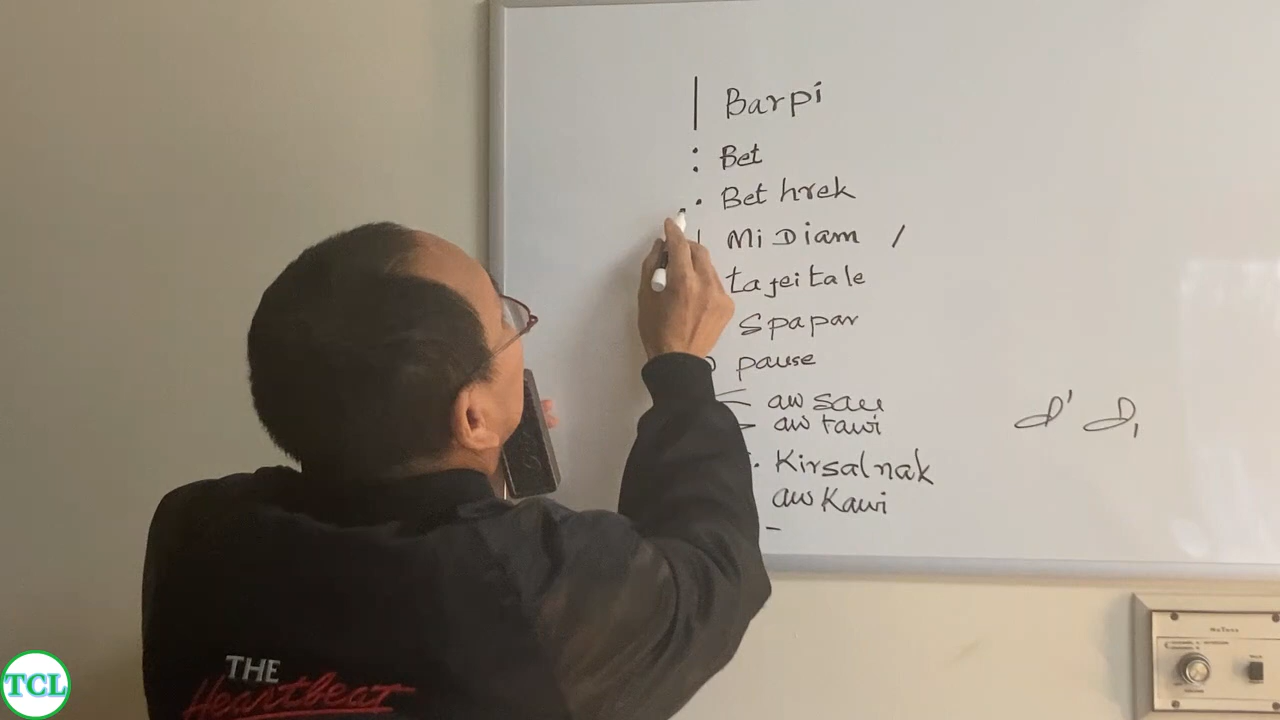 | Barpi
: Bet
. Bet hrek
| Mi Diam /
tajeitale
Spapar
pause
aw sau
aw tawi
d' d,
. Kirsalnak
aw Kawi
-
THE
Heartbeat
TCL